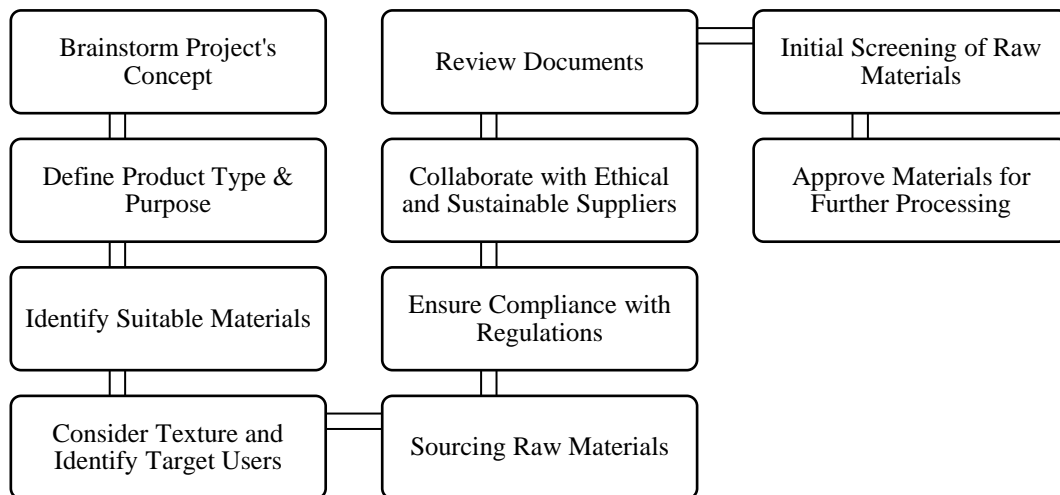 Brainstorm Project's
Concept
Define Product Type &
Purpose
Identify Suitable Materials
Consider Texture and
Identify Target Users
Sourcing Raw Materials
Ensure Compliance with
Regulations
Collaborate with Ethical
and Sustainable Suppliers
Review Documents
Initial Screening of Raw
Materials
Approve Materials for
Further Processing